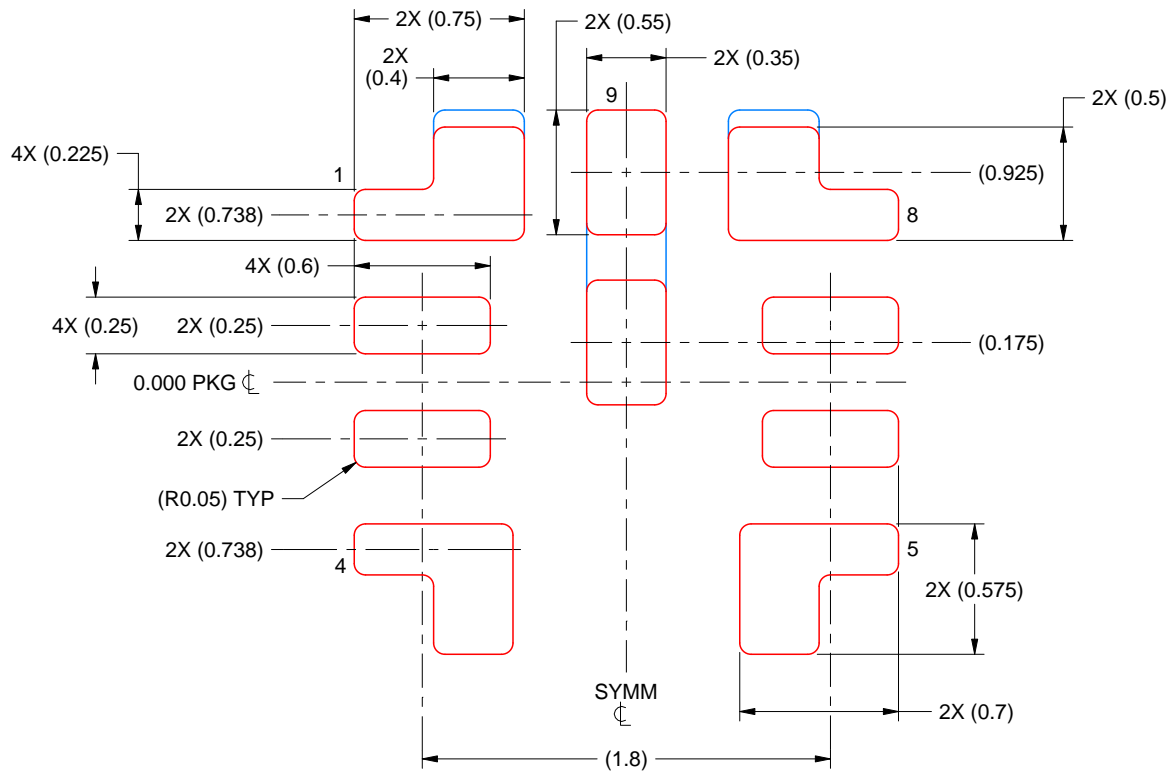 2X (0.75)
2X (0.55)
2X
(0.4)
2X (0.35)
9
2X (0.5)
4X (0.225)
1
(0.925)
2X (0.738)
8
4X (0.6)
4X (0.25)
2X (0.25)
(0.175)
0.000 PKG ℄
2X (0.25)
(R0.05) TYP
2X (0.738)
4
5
2X (0.575)
SYMM
℄
2X (0.7)
(1.8)